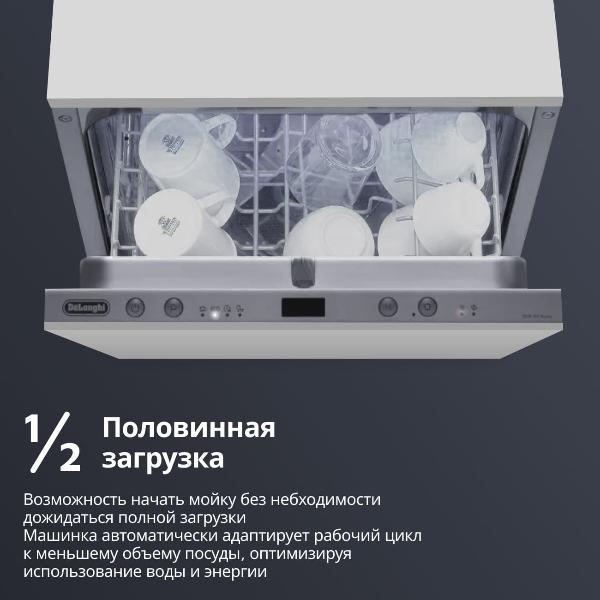 DeLonghi
P
1/2
Половинная
загрузка
Возможность начать мойку без небходимости
дожидаться полной загрузки
Машинка автоматически адаптирует рабочий цикл
к меньшему объему посуды, оптимизируя
использование воды и энергии